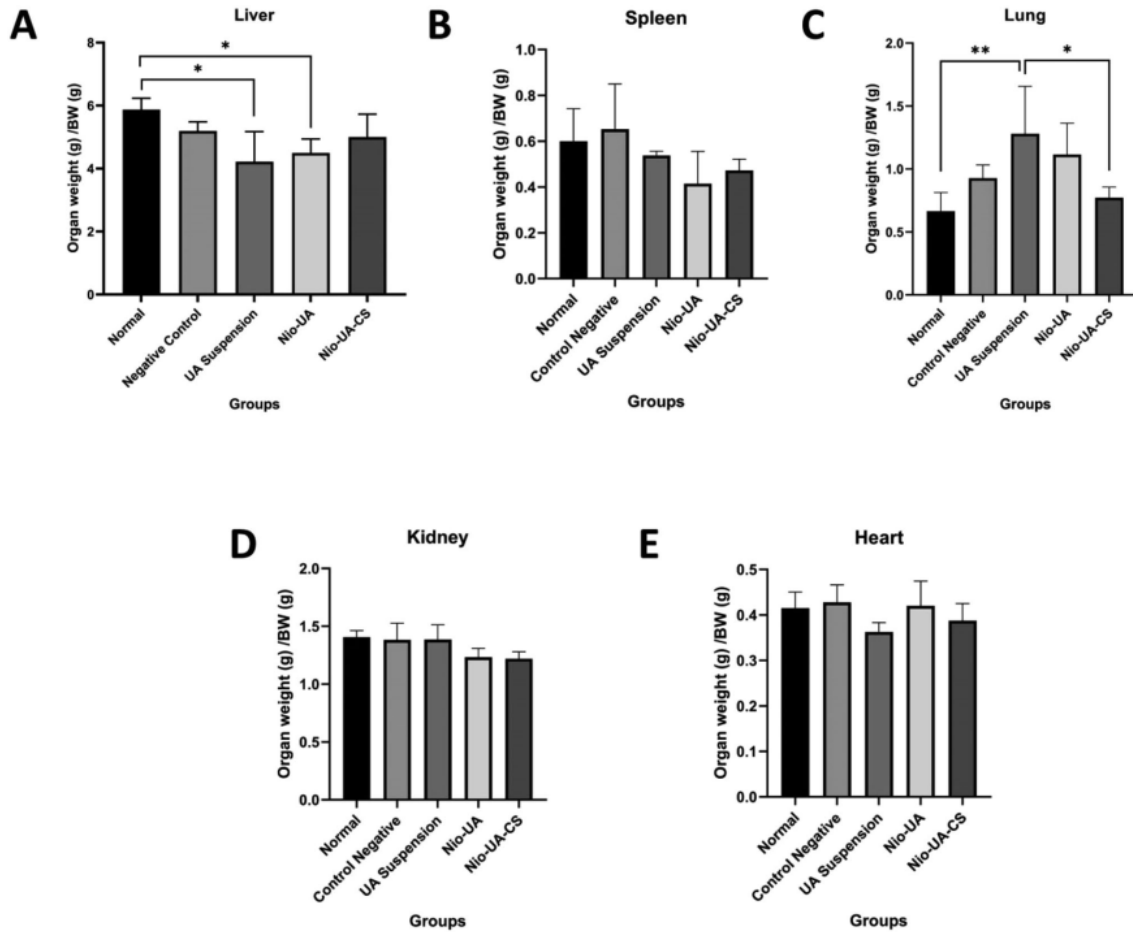 A
Liver
Organ weight (g) /BW (g)
8
6
4
2
0
*
*
Normal
Negative Control
UA Suspension
Nio-UA
Nio-UA-CS
Groups
B
Spleen
Organ weight (g) /BW (g)
1.0
0.8
0.6
0.4
0.2
0.0
Normal
Control Negative
UA Suspension
Nio-UA
Nio-UA-CS
Groups
C
Lung
Organ weight (g) /BW (g)
2.0
1.5
1.0
0.5
0.0
**
*
Normal
Control Negative
UA Suspension
Nio-UA
Nio-UA-CS
Groups
D
Kidney
Organ weight (g) /BW (g)
2.0
1.5
1.0
0.5
0.0
Normal
Control Negative
UA Suspension
Nio-UA
Nio-UA-CS
Groups
E
Heart
Organ weight (g) /BW (g)
0.5
0.4
0.3
0.2
0.1
0.0
Normal
Control Negative
UA Suspension
Nio-UA
Nio-UA-CS
Groups